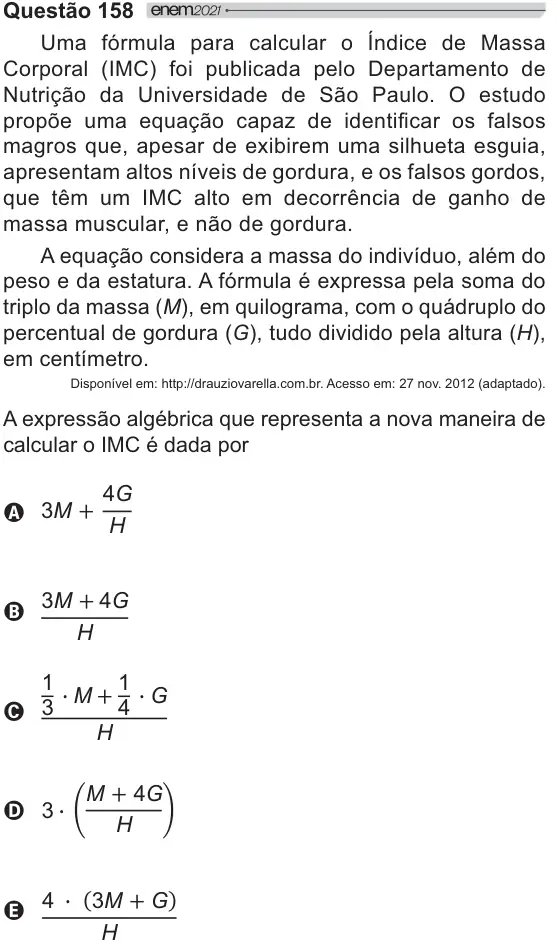 Questão 158 enem2021
Uma fórmula para calcular o Índice de Massa
Corporal (IMC) foi publicada pelo Departamento de
Nutrição da Universidade de São Paulo. O estudo
propõe uma equação capaz de identificar os falsos
magros que, apesar de exibirem uma silhueta esguia,
apresentam altos níveis de gordura, e os falsos gordos,
que têm um IMC alto em decorrência de ganho de
massa muscular, e não de gordura.
A equação considera a massa do indivíduo, além do
peso e da estatura. A fórmula é expressa pela soma do
triplo da massa (M), em quilograma, com o quádruplo do
percentual de gordura (G), tudo dividido pela altura (H),
em centímetro.
Disponível em: http://drauziovarella.com.br. Acesso em: 27 nov. 2012 (adaptado).
A expressão algébrica que representa a nova maneira de
calcular o IMC é dada por
A 3M + 4G/H
B (3M + 4G)/H
C (1/3 · M + 1/4 · G)/H
D 3 · ((M + 4G)/H)
E (4 · (3M + G))/H